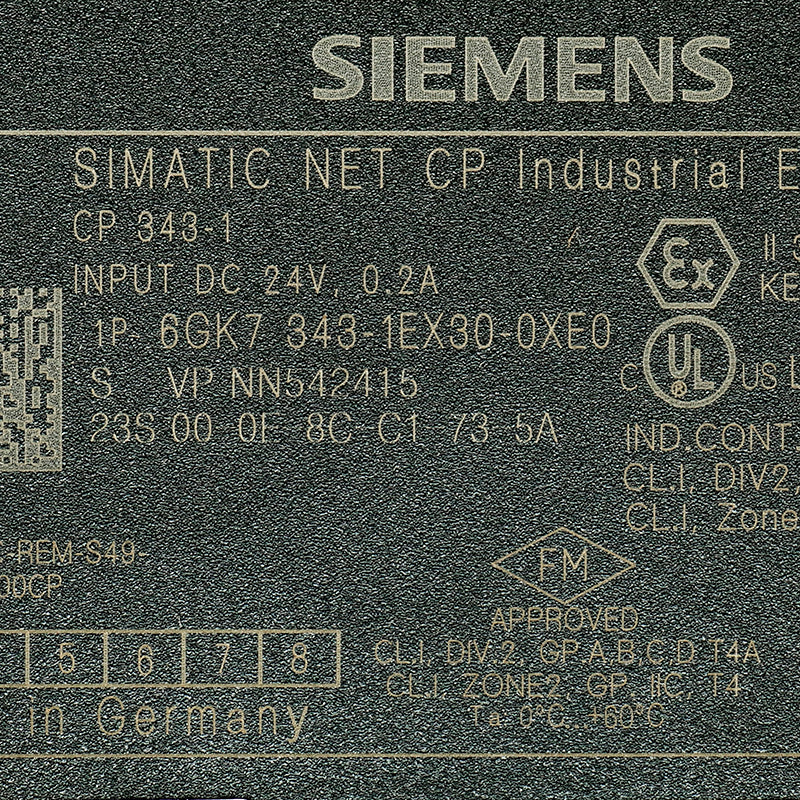 SIEMENS
SIMATIC NET CP Industrial E
CP 343-1
INPUT DC 24V, 0.2A
1P- 6GK7 343-1EX30-0XE0
S VP NN542415
23S 00 0F 8C C1 73 5A
Ex
II 3
KE
C UL ® US L
IND.CONT.
CL.I, DIV2,
CL.I, Zone
-REM-S49-
00CP
FM
APPROVED
CL.I, DIV.2, GP.A,B,C,D T4A
CL.I, ZONE2, GP. IIC, T4
Ta: 0°C...+60°C
5 6 7 8
in Germany